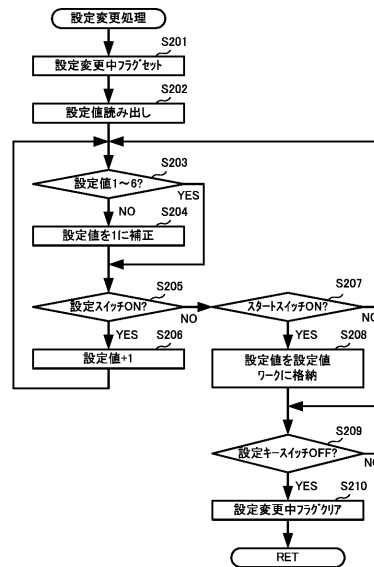 設定変更処理
S201
設定変更中フラグセット
S202
設定値読み出し
S203
設定値1～6?
YES
NO
S204
設定値を1に補正
S205
設定スイッチON?
NO
YES
S206
設定値+1
S207
スタートスイッチON?
NO
YES
S208
設定値を設定値
ワークに格納
S209
設定キースイッチOFF?
NO
YES
S210
設定変更中フラグクリア
RET